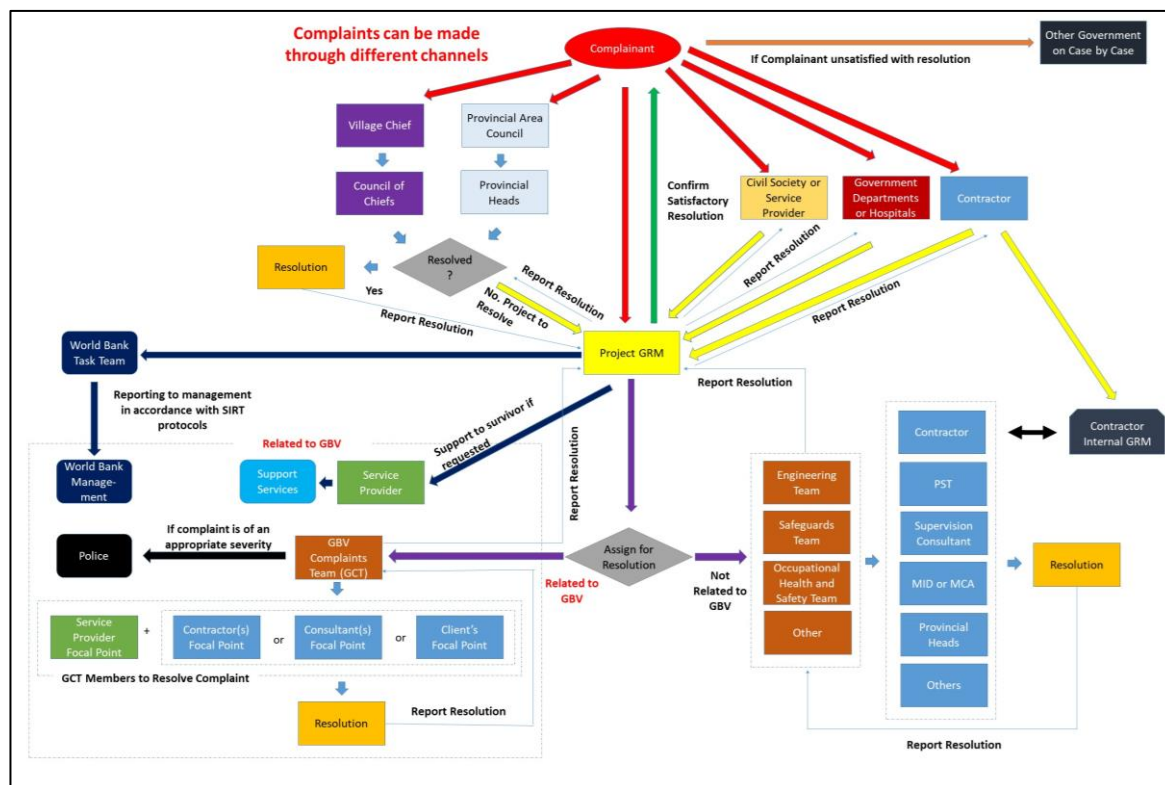 Complaints can be made
through different channels
Complainant
Other Government
on Case by Case
If Complainant unsatisfied with resolution
Village Chief
Provincial Area
Council
Council of
Chiefs
Provincial
Heads
Confirm
Satisfactory
Resolution
Civil Society or
Service
Provider
Government
Departments
or Hospitals
Contractor
Resolution
Yes
Resolved
?
Report Resolution
No. Project to
Resolve
Report Resolution
Report Resolution
Report Resolution
Project GRM
World Bank
Task Team
Report Resolution
Reporting to management
in accordance with SIRT
protocols
Support to survivor if
requested
Related to GBV
World Bank
Manage-
ment
Support
Services
Service
Provider
Report Resolution
Contractor
Contractor
Internal GRM
Engineering
Team
PST
Safeguards
Team
Supervision
Consultant
If complaint is of an
appropriate severity
Police
GBV
Complaints
Team (GCT)
Assign for
Resolution
Related to
GBV
Not
Related to
GBV
Occupational
Health and
Safety Team
MID or MCA
Resolution
Other
Provincial
Heads
Others
Service
Provider
Focal Point
+
Contractor(s)
Focal Point
or
Consultant(s)
Focal Point
or
Client's
Focal Point
GCT Members to Resolve Complaint
Resolution
Report Resolution
Report Resolution